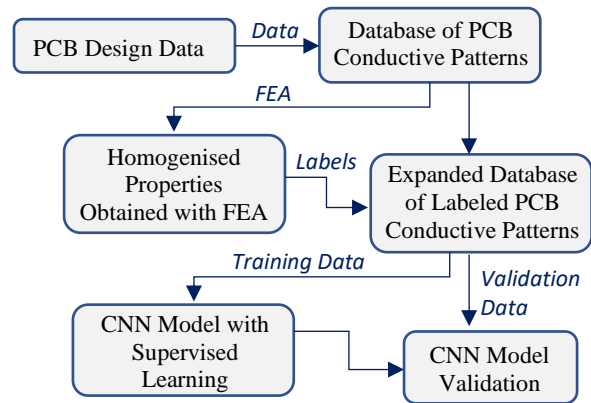 PCB Design Data
Data
Database of PCB
Conductive Patterns
FEA
Homogenised
Properties
Obtained with FEA
Labels
Expanded Database
of Labeled PCB
Conductive Patterns
Training Data
Validation
Data
CNN Model with
Supervised
Learning
CNN Model
Validation